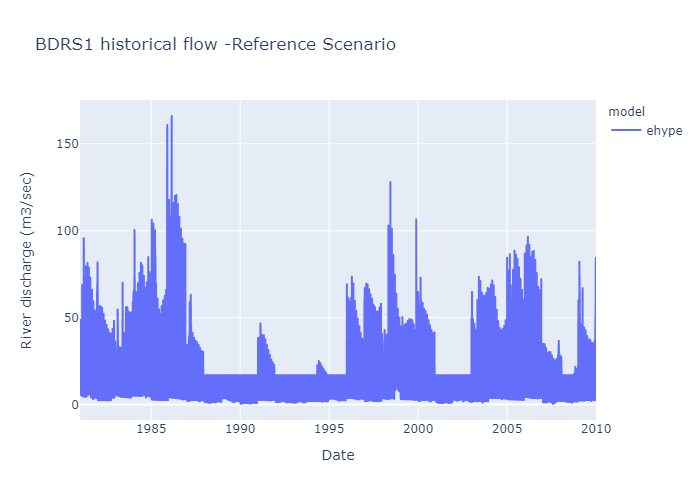 BDRS1 historical flow -Reference Scenario
model
ehype
River discharge (m3/sec)
150
100
50
0
1985
1990
1995
2000
2005
2010
Date